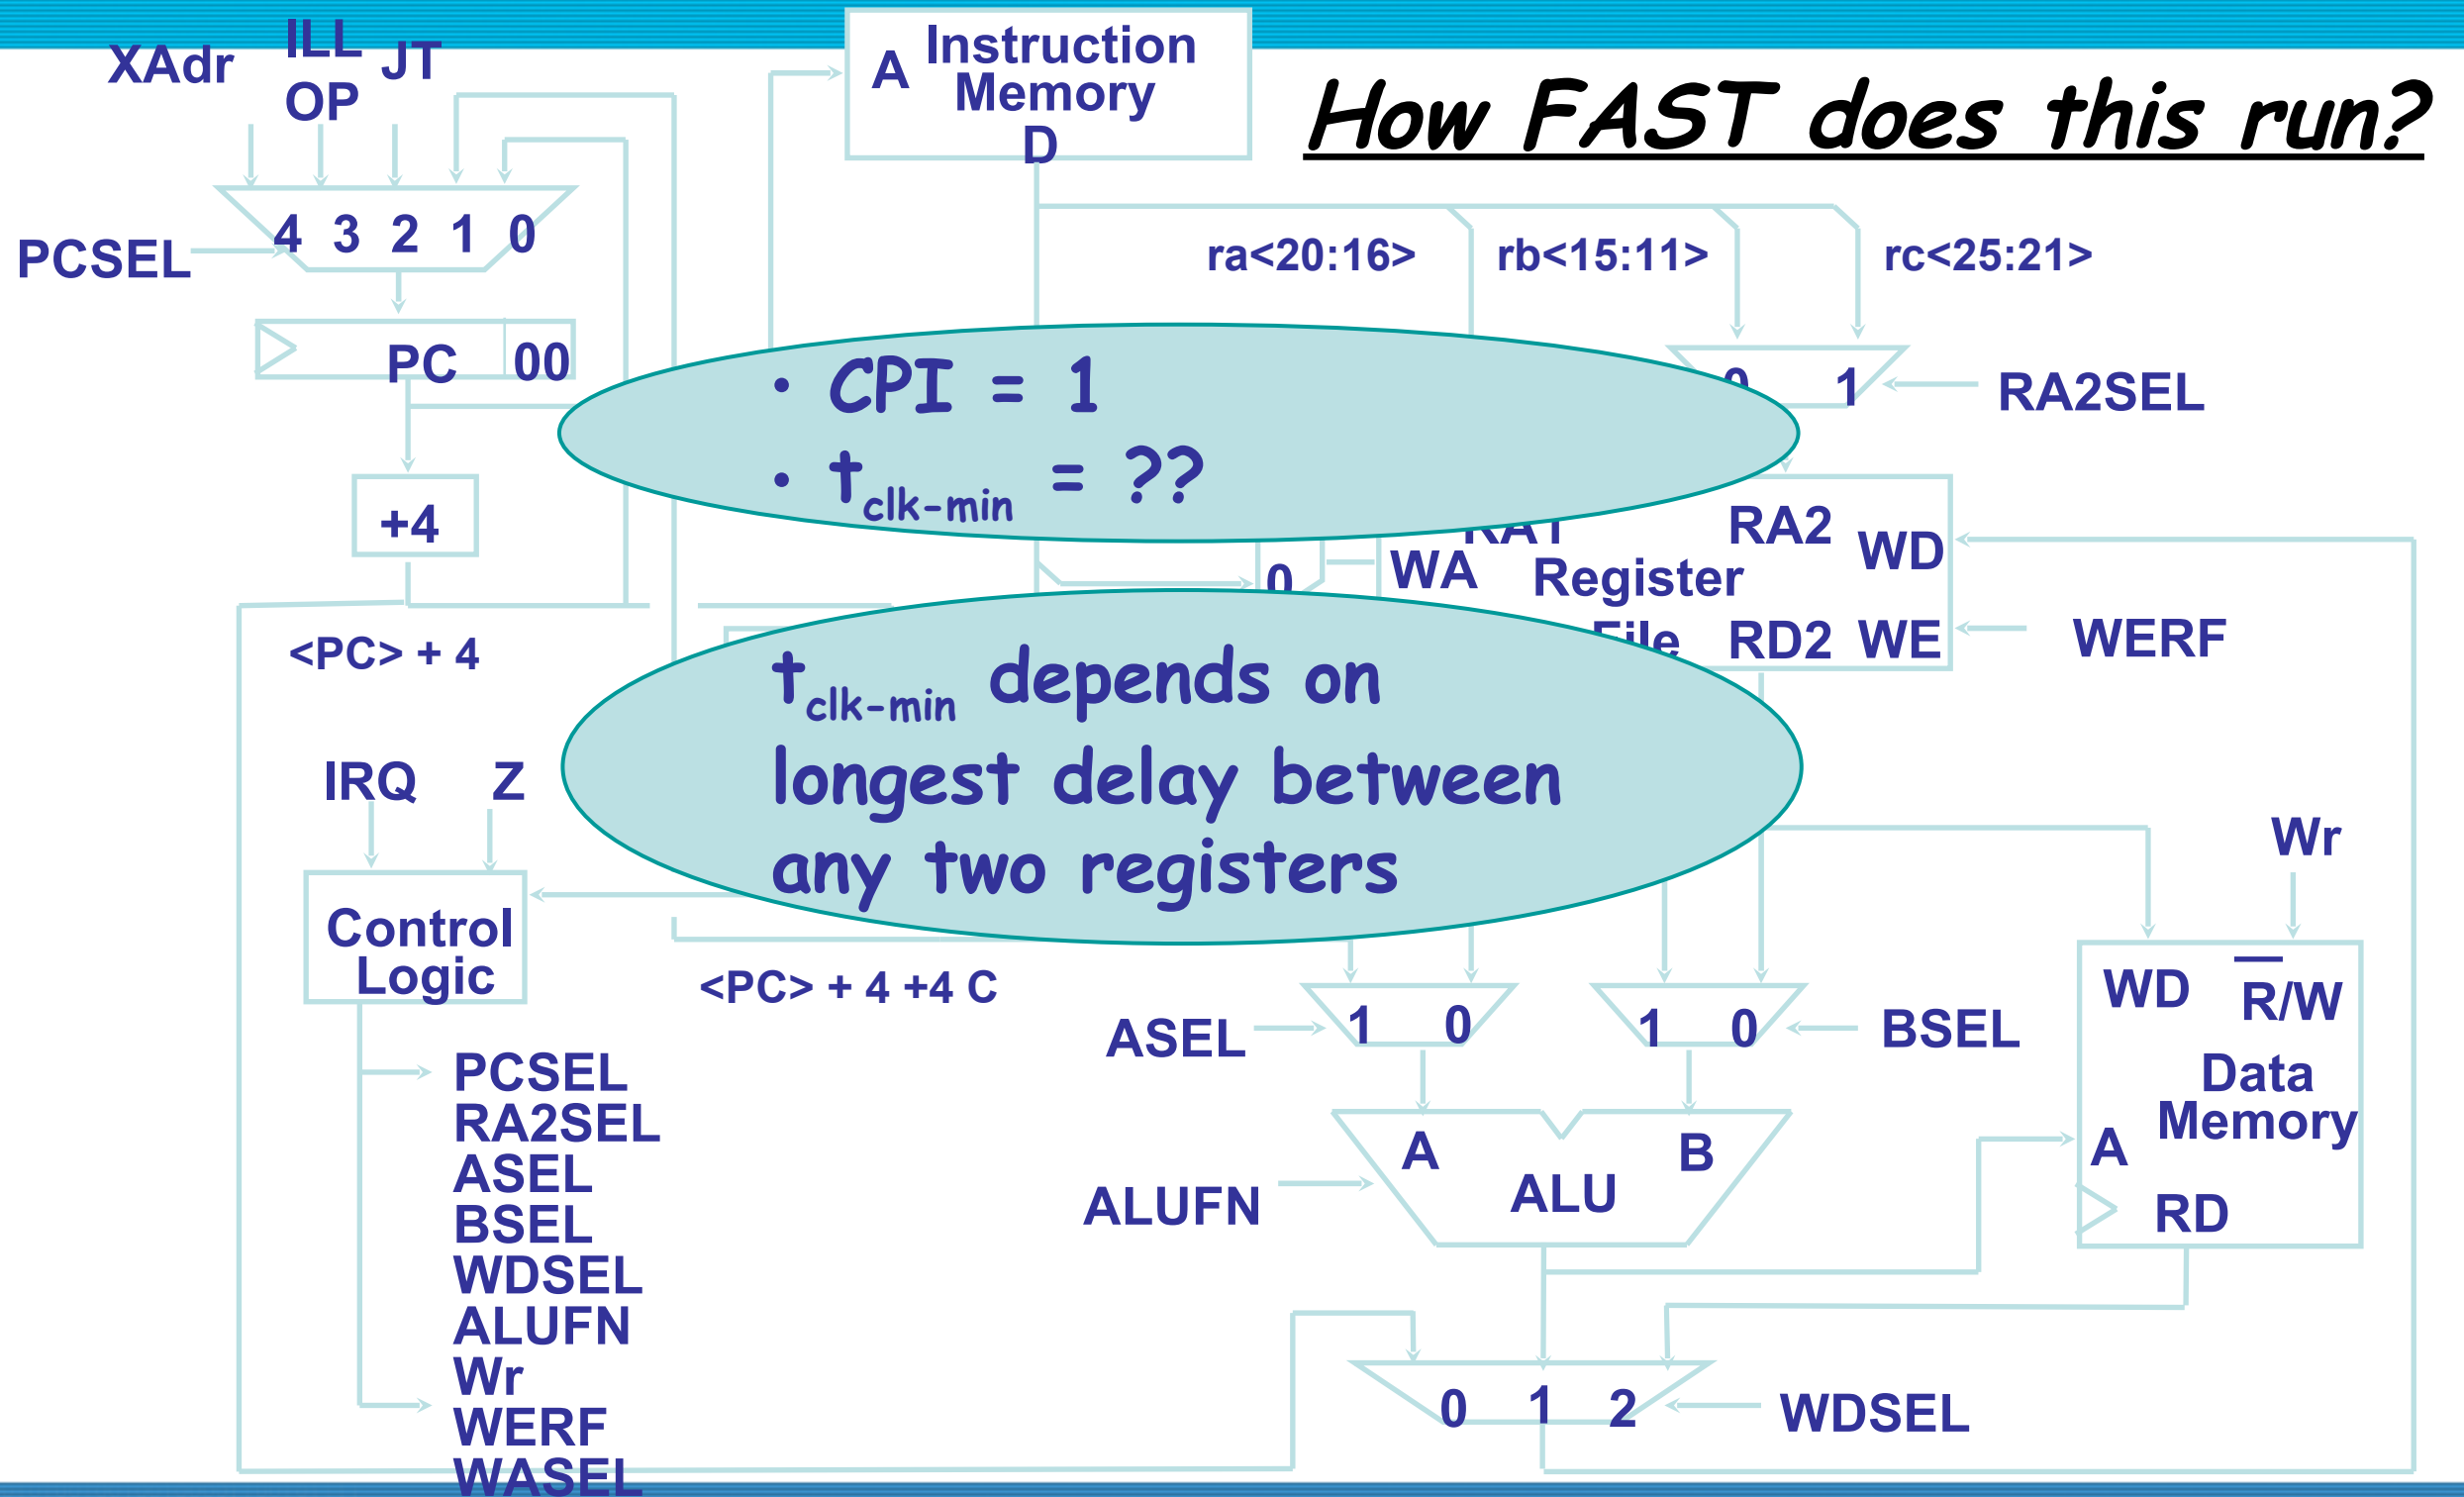 How FAST does this run?
XAdr
ILL
OP
JT
A
Instruction
Memory
D
4 3 2 1 0
PCSEL
ra<20:16>
rb<15:11>
rc<25:21>
PC
00
0
1
RA2SEL
• CPI = 1
• tclk-min = ??
+4
RA1
RA2
WD
WA
Register
File
RD2
WE
0
WERF
<PC> + 4
tclk-min depends on
longest delay between
any two registers
IRQ
Z
Control
Logic
<PC> + 4 +4 C
Wr
WD
R/W
Data
Memory
A
RD
ASEL
1 0
1 0
BSEL
PCSEL
RA2SEL
ASEL
BSEL
WDSEL
ALUFN
Wr
WERF
WASEL
A
B
ALU
ALUFN
0 1 2
WDSEL